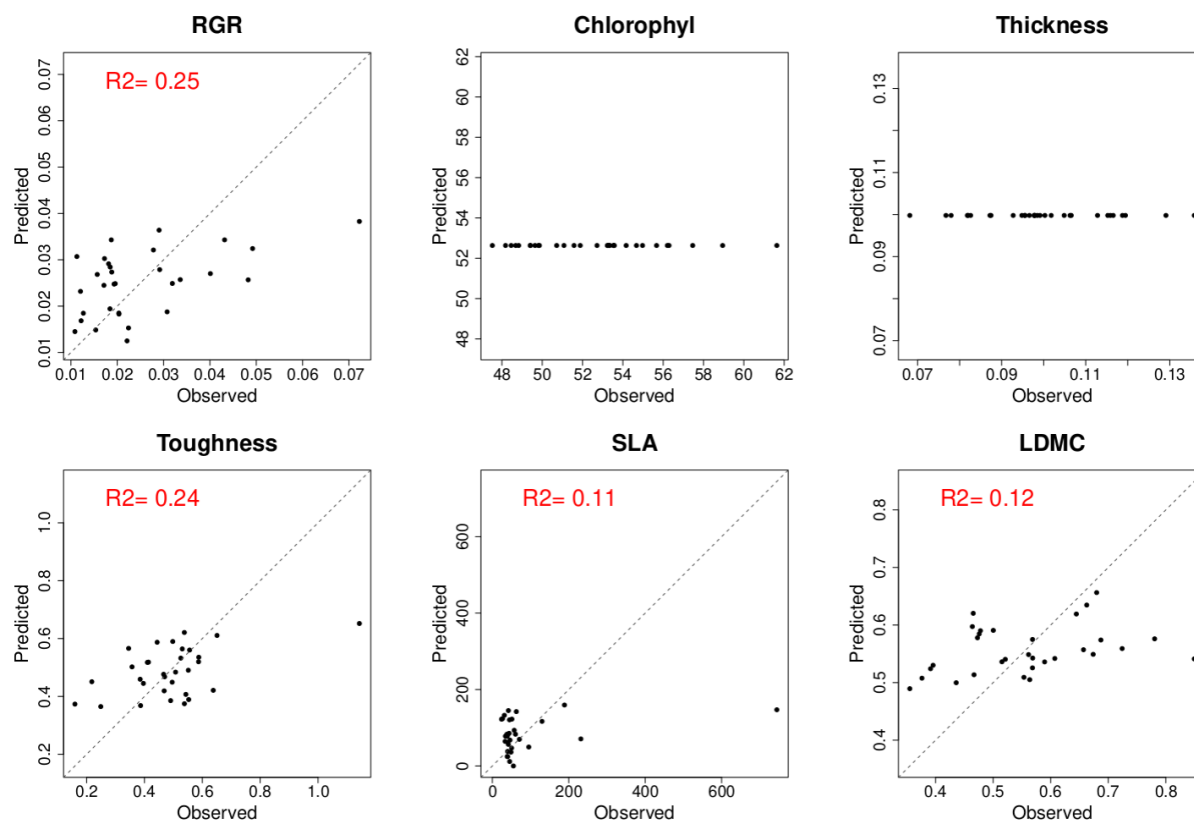 RGR
R2= 0.25
0.01 0.02 0.03 0.04 0.05 0.06 0.07
Predicted
0.01 0.02 0.03 0.04 0.05 0.06 0.07
Observed
Chlorophyl
48 50 52 54 56 58 60 62
Predicted
48 50 52 54 56 58 60 62
Observed
Thickness
0.07 0.09 0.11 0.13
Predicted
0.07 0.09 0.11 0.13
Observed
Toughness
R2= 0.24
0.2 0.4 0.6 0.8 1.0
Predicted
0.2 0.4 0.6 0.8 1.0
Observed
SLA
R2= 0.11
0 200 400 600
Predicted
0 200 400 600
Observed
LDMC
R2= 0.12
0.4 0.5 0.6 0.7 0.8
Predicted
0.4 0.5 0.6 0.7 0.8
Observed